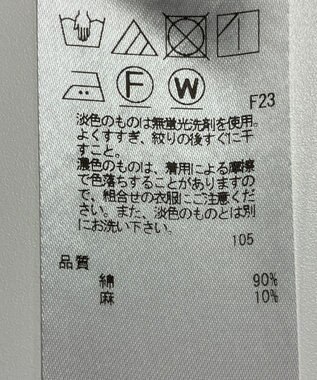 F W
F23
淡色のものは無蛍光洗剤を使用。
よくすすぎ、絞りの後すぐに干
すこと。
濃色のものは、着用による摩擦
で色落ちすることがありますの
で、組合せの衣服にご注意くだ
さい。また、淡色のものとは別
にお洗い下さい。
105
品質
綿 90%
麻 10%